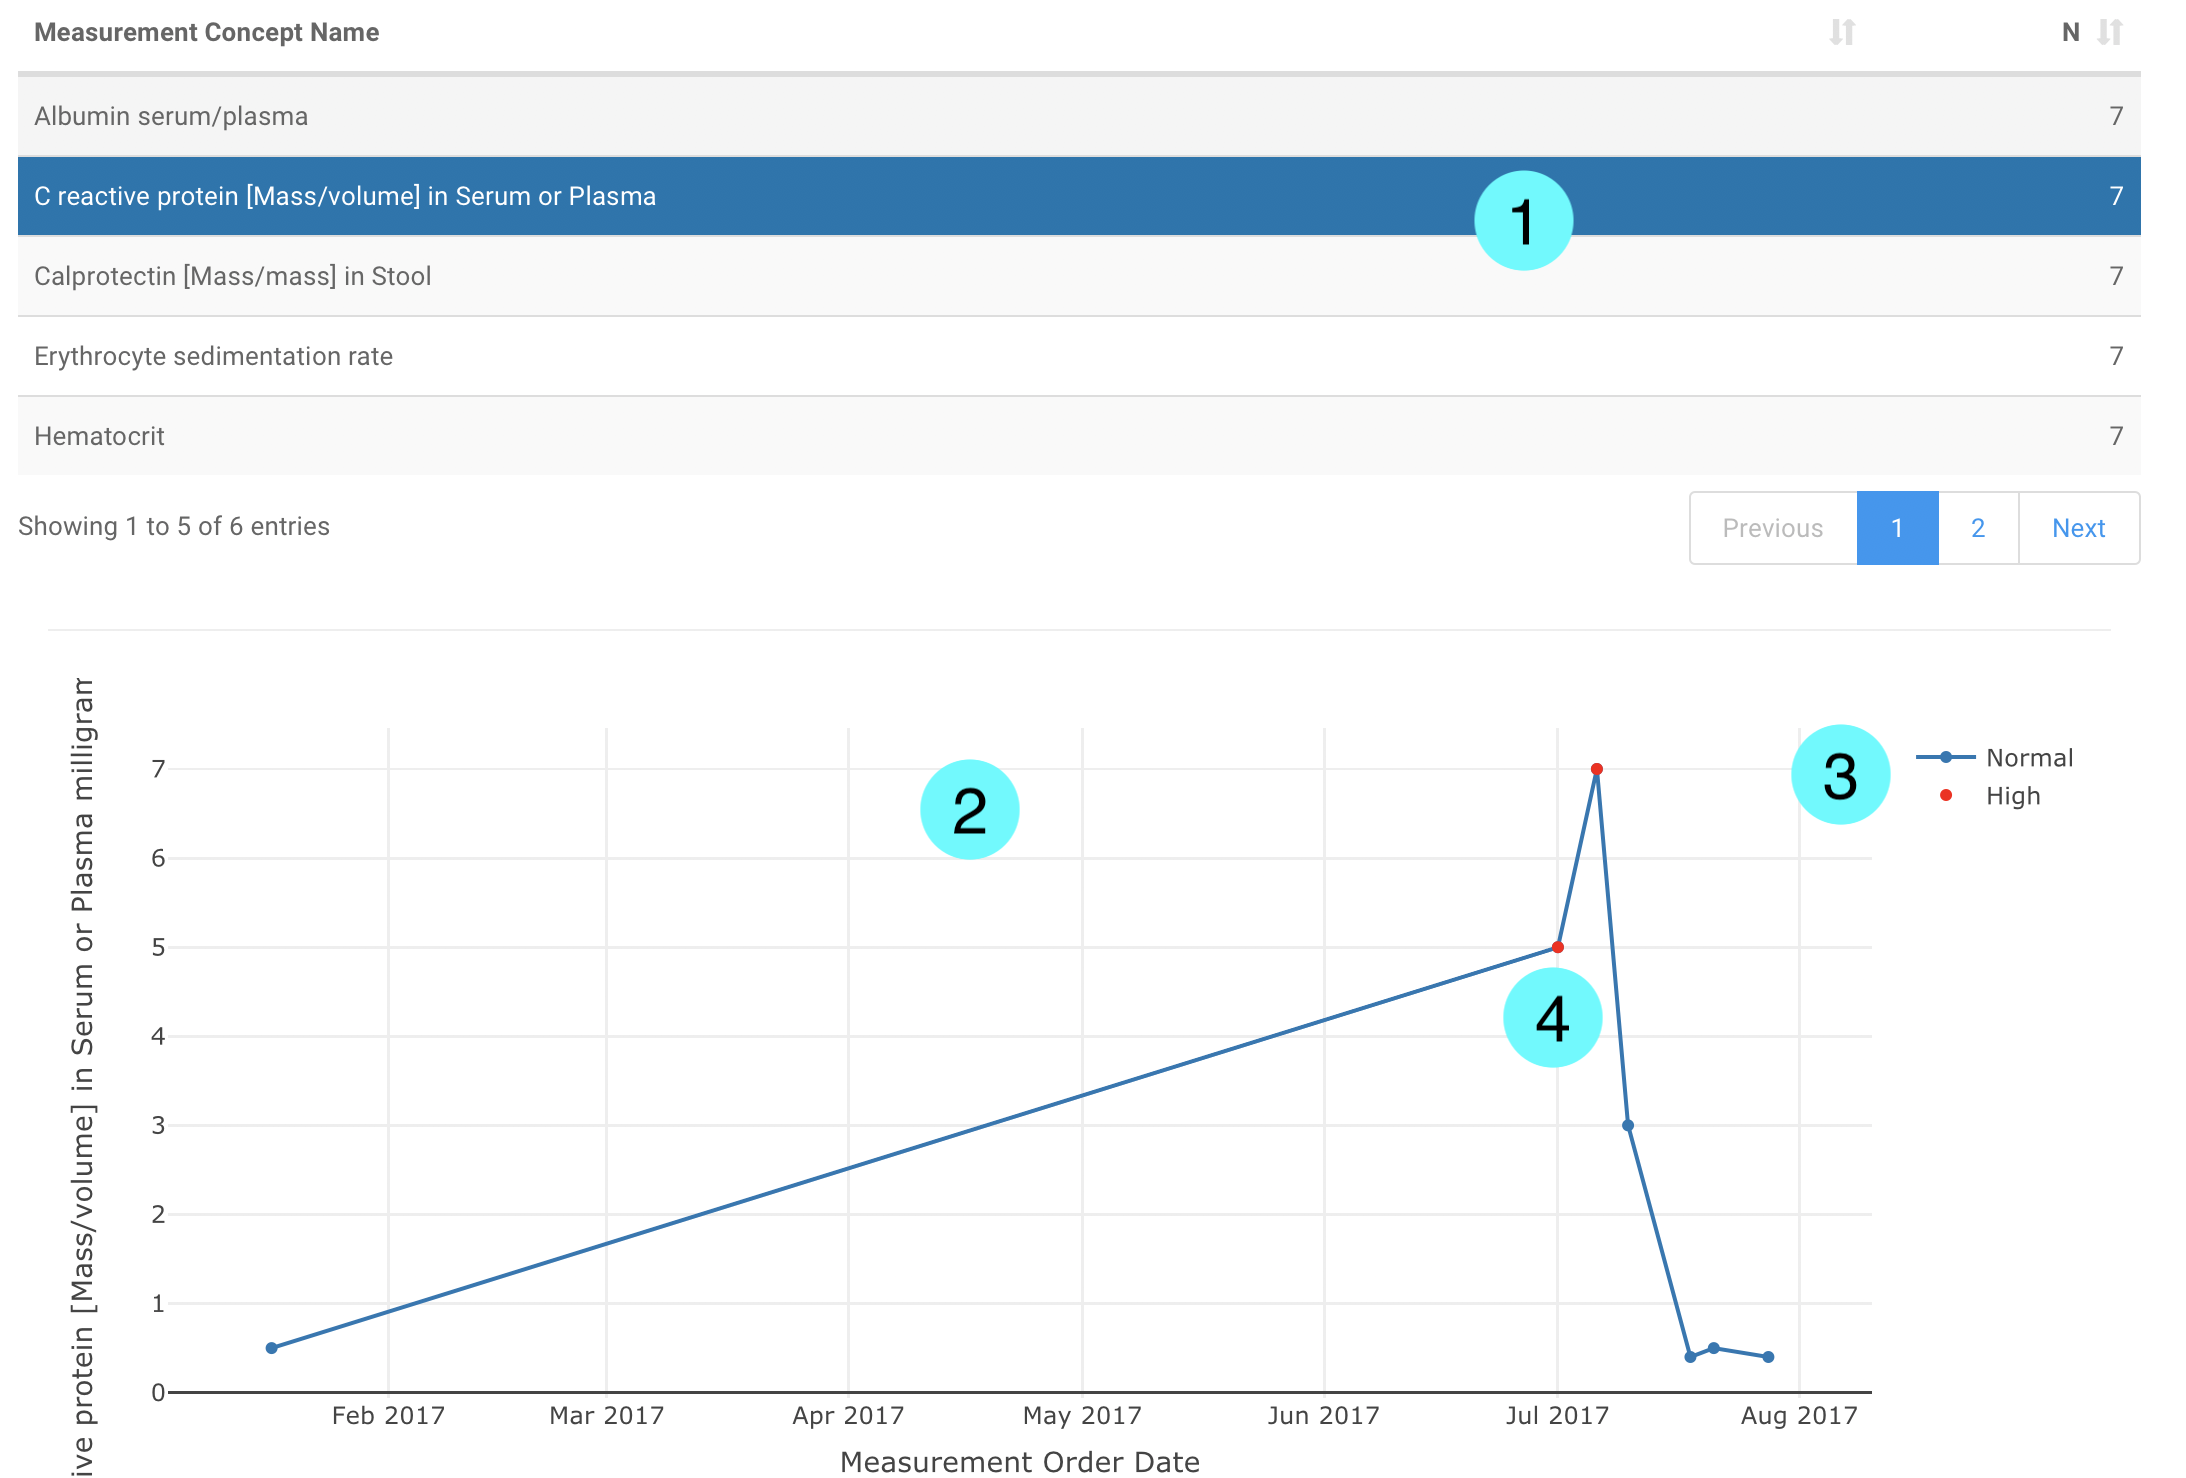 Measurement Concept Name N
Albumin serum/plasma 7
C reactive protein [Mass/volume] in Serum or Plasma 7
1
Calprotectin [Mass/mass] in Stool 7
Erythrocyte sedimentation rate 7
Hematocrit 7
Showing 1 to 5 of 6 entries
Previous 1 2 Next
ive protein [Mass/volume] in Serum or Plasma milligram
7
6
5
4
3
2
1
0
2
3
4
Normal
High
Feb 2017 Mar 2017 Apr 2017 May 2017 Jun 2017 Jul 2017 Aug 2017
Measurement Order Date